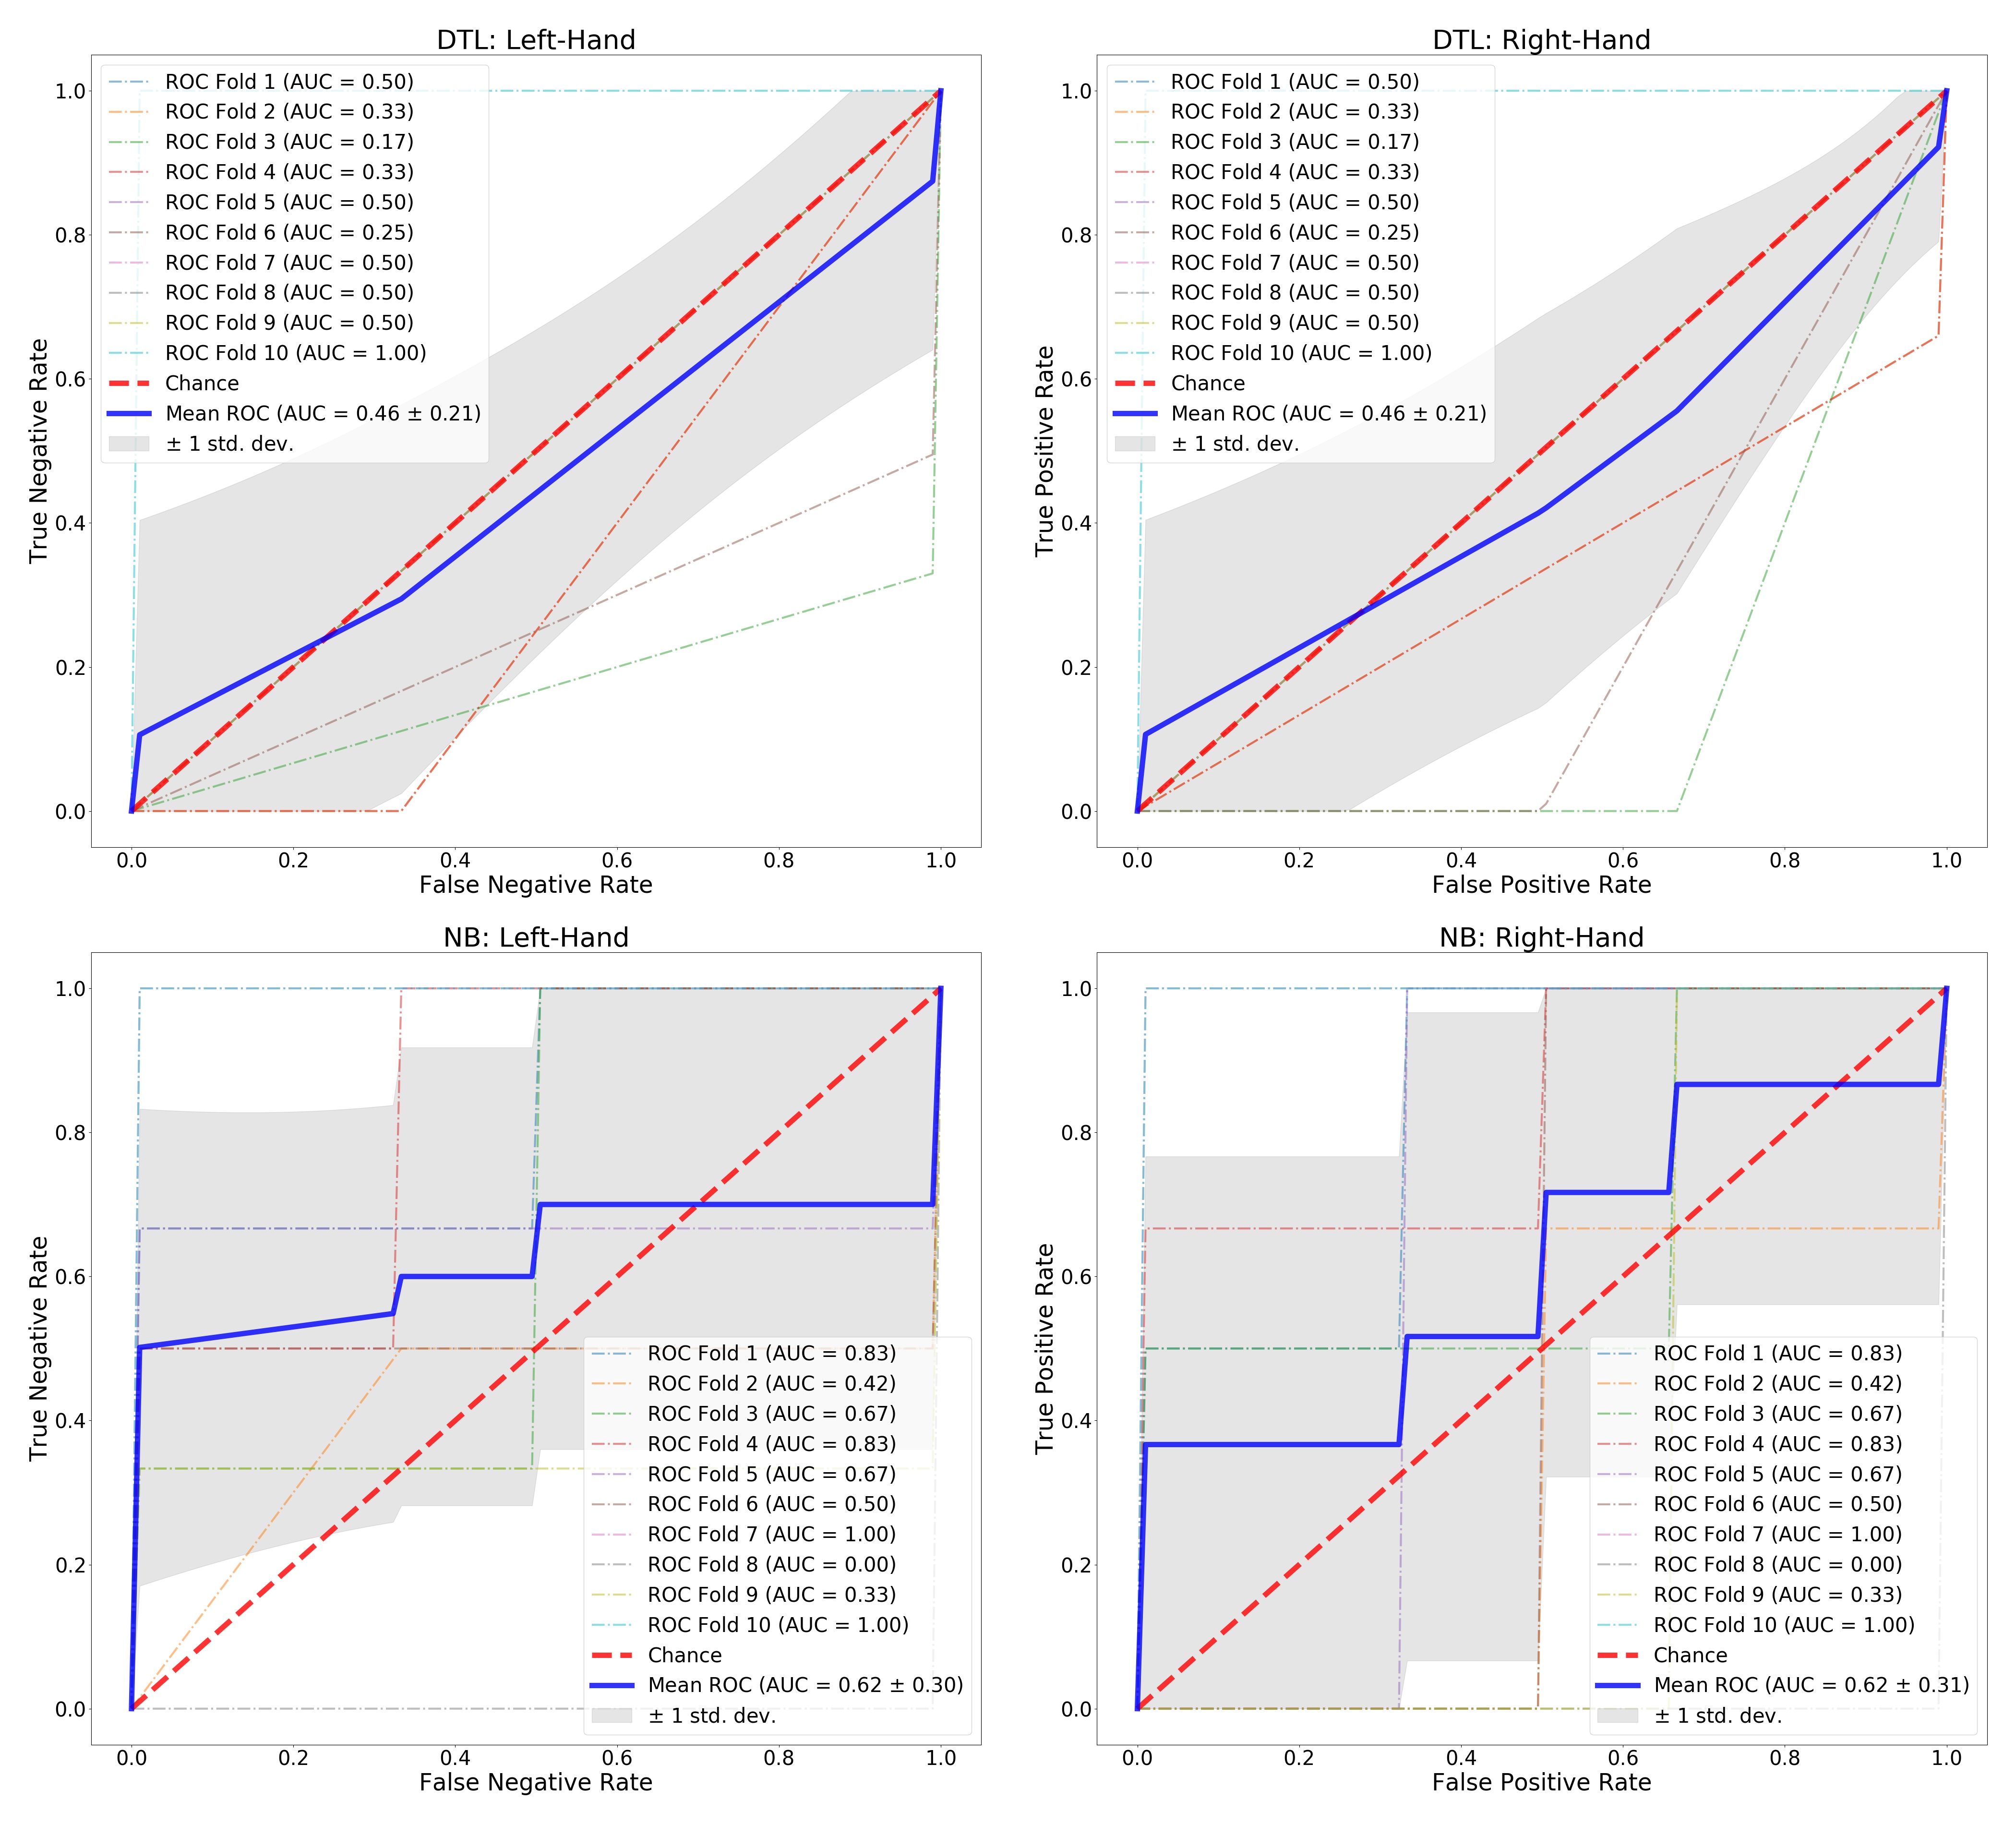 DTL: Left-Hand
True Negative Rate
1.0
0.8
0.6
0.4
0.2
0.0
ROC Fold 1 (AUC = 0.50)
ROC Fold 2 (AUC = 0.33)
ROC Fold 3 (AUC = 0.17)
ROC Fold 4 (AUC = 0.33)
ROC Fold 5 (AUC = 0.50)
ROC Fold 6 (AUC = 0.25)
ROC Fold 7 (AUC = 0.50)
ROC Fold 8 (AUC = 0.50)
ROC Fold 9 (AUC = 0.50)
ROC Fold 10 (AUC = 1.00)
Chance
Mean ROC (AUC = 0.46 ± 0.21)
± 1 std. dev.
0.0 0.2 0.4 0.6 0.8 1.0
False Negative Rate
DTL: Right-Hand
True Positive Rate
1.0
0.8
0.6
0.4
0.2
0.0
ROC Fold 1 (AUC = 0.50)
ROC Fold 2 (AUC = 0.33)
ROC Fold 3 (AUC = 0.17)
ROC Fold 4 (AUC = 0.33)
ROC Fold 5 (AUC = 0.50)
ROC Fold 6 (AUC = 0.25)
ROC Fold 7 (AUC = 0.50)
ROC Fold 8 (AUC = 0.50)
ROC Fold 9 (AUC = 0.50)
ROC Fold 10 (AUC = 1.00)
Chance
Mean ROC (AUC = 0.46 ± 0.21)
± 1 std. dev.
0.0 0.2 0.4 0.6 0.8 1.0
False Positive Rate
NB: Left-Hand
True Negative Rate
1.0
0.8
0.6
0.4
0.2
0.0
ROC Fold 1 (AUC = 0.83)
ROC Fold 2 (AUC = 0.42)
ROC Fold 3 (AUC = 0.67)
ROC Fold 4 (AUC = 0.83)
ROC Fold 5 (AUC = 0.67)
ROC Fold 6 (AUC = 0.50)
ROC Fold 7 (AUC = 1.00)
ROC Fold 8 (AUC = 0.00)
ROC Fold 9 (AUC = 0.33)
ROC Fold 10 (AUC = 1.00)
Chance
Mean ROC (AUC = 0.62 ± 0.30)
± 1 std. dev.
0.0 0.2 0.4 0.6 0.8 1.0
False Negative Rate
NB: Right-Hand
True Positive Rate
1.0
0.8
0.6
0.4
0.2
0.0
ROC Fold 1 (AUC = 0.83)
ROC Fold 2 (AUC = 0.42)
ROC Fold 3 (AUC = 0.67)
ROC Fold 4 (AUC = 0.83)
ROC Fold 5 (AUC = 0.67)
ROC Fold 6 (AUC = 0.50)
ROC Fold 7 (AUC = 1.00)
ROC Fold 8 (AUC = 0.00)
ROC Fold 9 (AUC = 0.33)
ROC Fold 10 (AUC = 1.00)
Chance
Mean ROC (AUC = 0.62 ± 0.31)
± 1 std. dev.
0.0 0.2 0.4 0.6 0.8 1.0
False Positive Rate